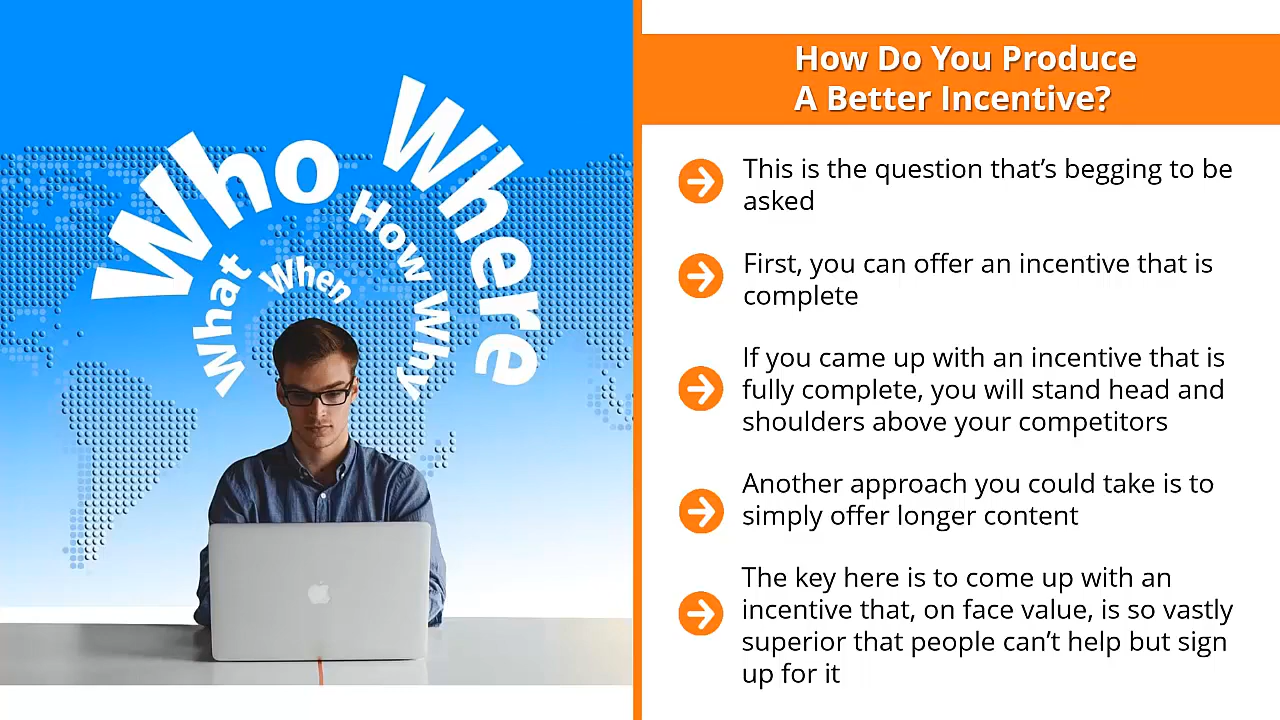 Who
Where
What
When
How
Why
How Do You Produce
A Better Incentive?
This is the question that's begging to be
asked
First, you can offer an incentive that is
complete
If you came up with an incentive that is
fully complete, you will stand head and
shoulders above your competitors
Another approach you could take is to
simply offer longer content
The key here is to come up with an
incentive that, on face value, is so vastly
superior that people can't help but sign
up for it